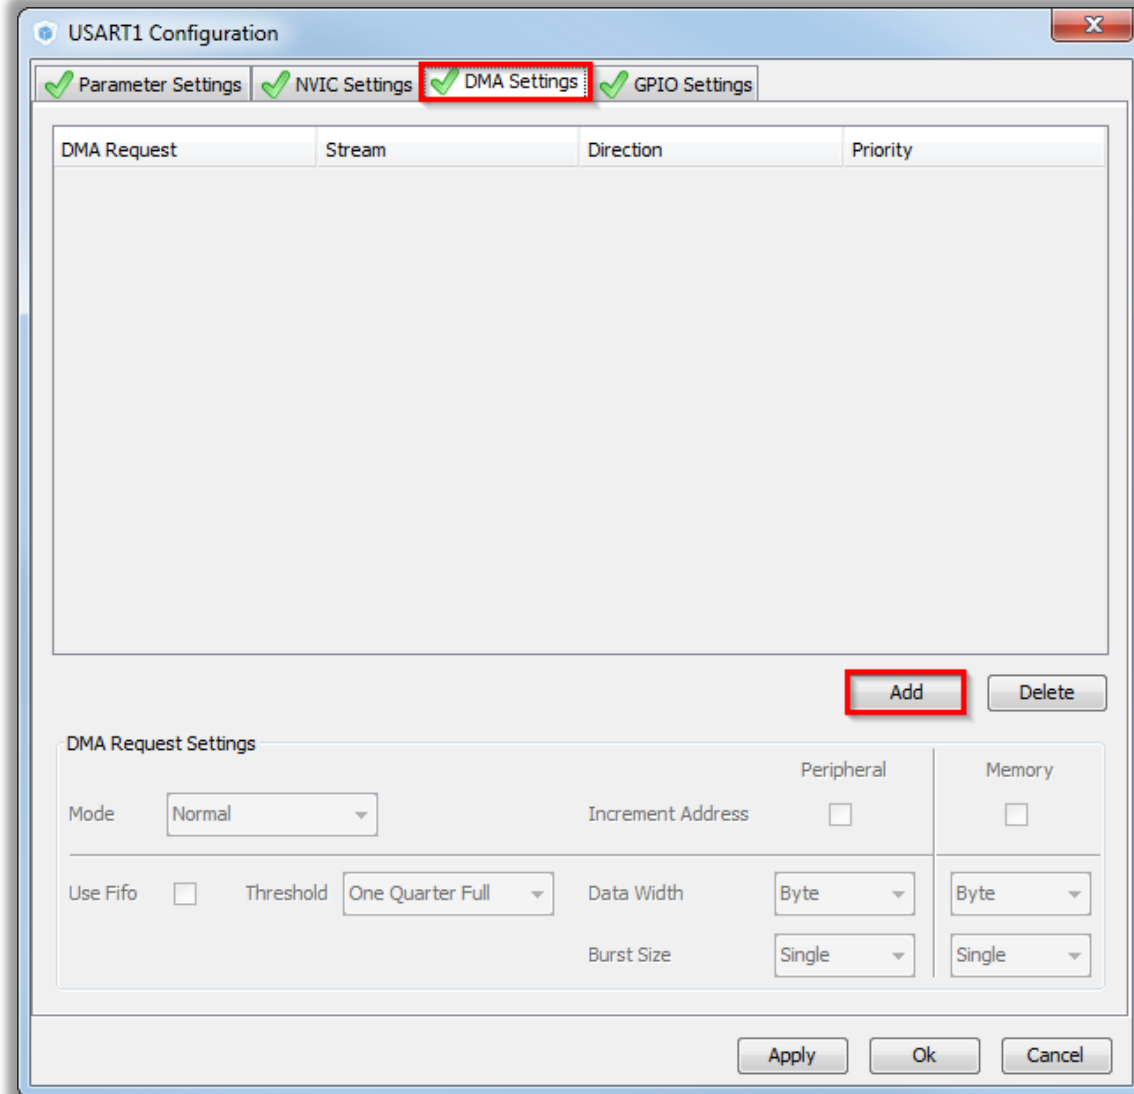 USART1 Configuration
Parameter Settings NVIC Settings DMA Settings GPIO Settings
DMA Request Stream Direction Priority
Add Delete
DMA Request Settings
Peripheral Memory
Mode Normal Increment Address
Use Fifo Threshold One Quarter Full Data Width Byte Byte
Burst Size Single Single
Apply Ok Cancel